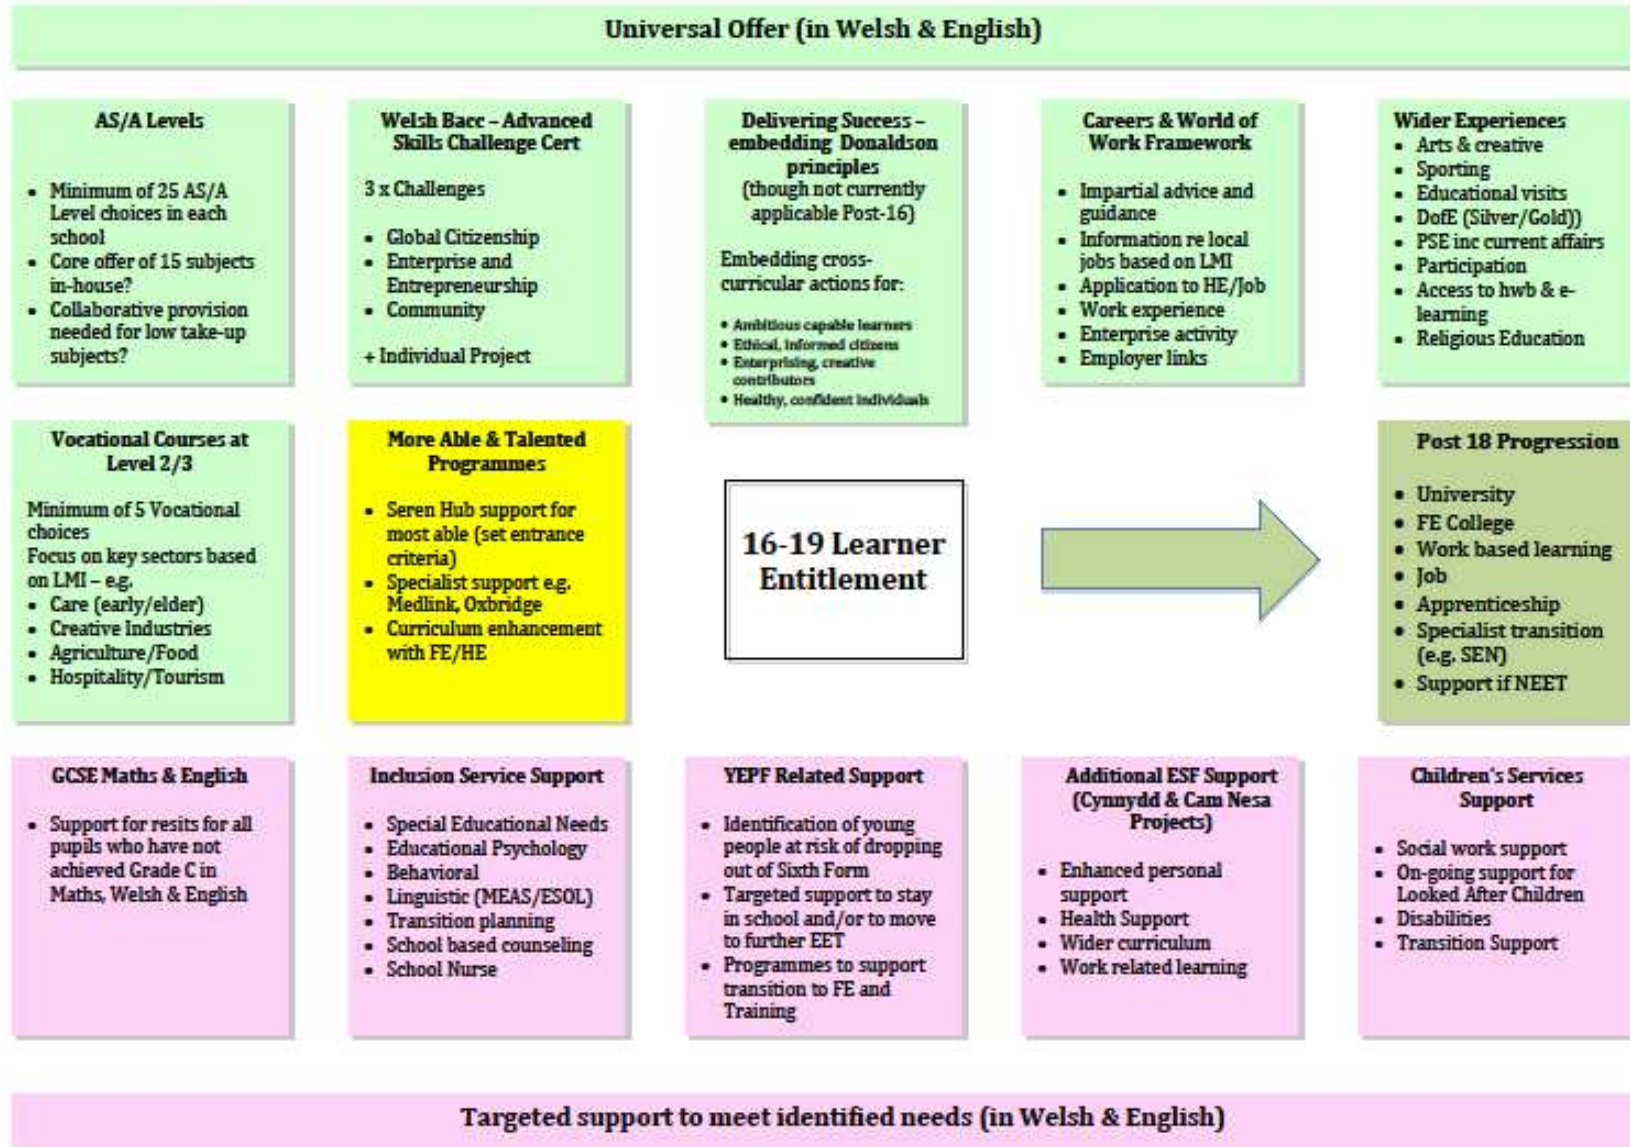 Universal Offer (in Welsh & English)
AS/A Levels
• Minimum of 25 AS/A
Level choices in each
school
• Core offer of 15 subjects
in-house?
• Collaborative provision
needed for low take-up
subjects?
Welsh Bacc – Advanced
Skills Challenge Cert
3 x Challenges
• Global Citizenship
• Enterprise and
Entrepreneurship
• Community
+ Individual Project
Delivering Success –
embedding Donaldson
principles
(though not currently
applicable Post-16)
Embedding cross-
curricular actions for:
• Ambitious capable learners
• Ethical, informed citizens
• Enterprising, creative
contributors
• Healthy, confident individuals
Careers & World of
Work Framework
• Impartial advice and
guidance
• Information re local
jobs based on LMI
• Application to HE/Job
• Work experience
• Enterprise activity
• Employer links
Wider Experiences
• Arts & creative
• Sporting
• Educational visits
• DofE (Silver/Gold))
• PSE inc current affairs
• Participation
• Access to hwb & e-
learning
• Religious Education
Vocational Courses at
Level 2/3
Minimum of 5 Vocational
choices
Focus on key sectors based
on LMI – e.g.
• Care (early/elder)
• Creative Industries
• Agriculture/Food
• Hospitality/Tourism
More Able & Talented
Programmes
• Seren Hub support for
most able (set entrance
criteria)
• Specialist support e.g.
Medlink, Oxbridge
• Curriculum enhancement
with FE/HE
16-19 Learner
Entitlement
Post 18 Progression
• University
• FE College
• Work based learning
• Job
• Apprenticeship
• Specialist transition
(e.g. SEN)
• Support if NEET
GCSE Maths & English
• Support for resits for all
pupils who have not
achieved Grade C in
Maths, Welsh & English
Inclusion Service Support
• Special Educational Needs
• Educational Psychology
• Behavioral
• Linguistic (MEAS/ESOL)
• Transition planning
• School based counseling
• School Nurse
YEPF Related Support
• Identification of young
people at risk of dropping
out of Sixth Form
• Targeted support to stay
in school and/or to move
to further EET
• Programmes to support
transition to FE and
Training
Additional ESF Support
(Cynnydd & Cam Nesa
Projects)
• Enhanced personal
support
• Health Support
• Wider curriculum
• Work related learning
Children's Services
Support
• Social work support
• On-going support for
Looked After Children
• Disabilities
• Transition Support
Targeted support to meet identified needs (in Welsh & English)